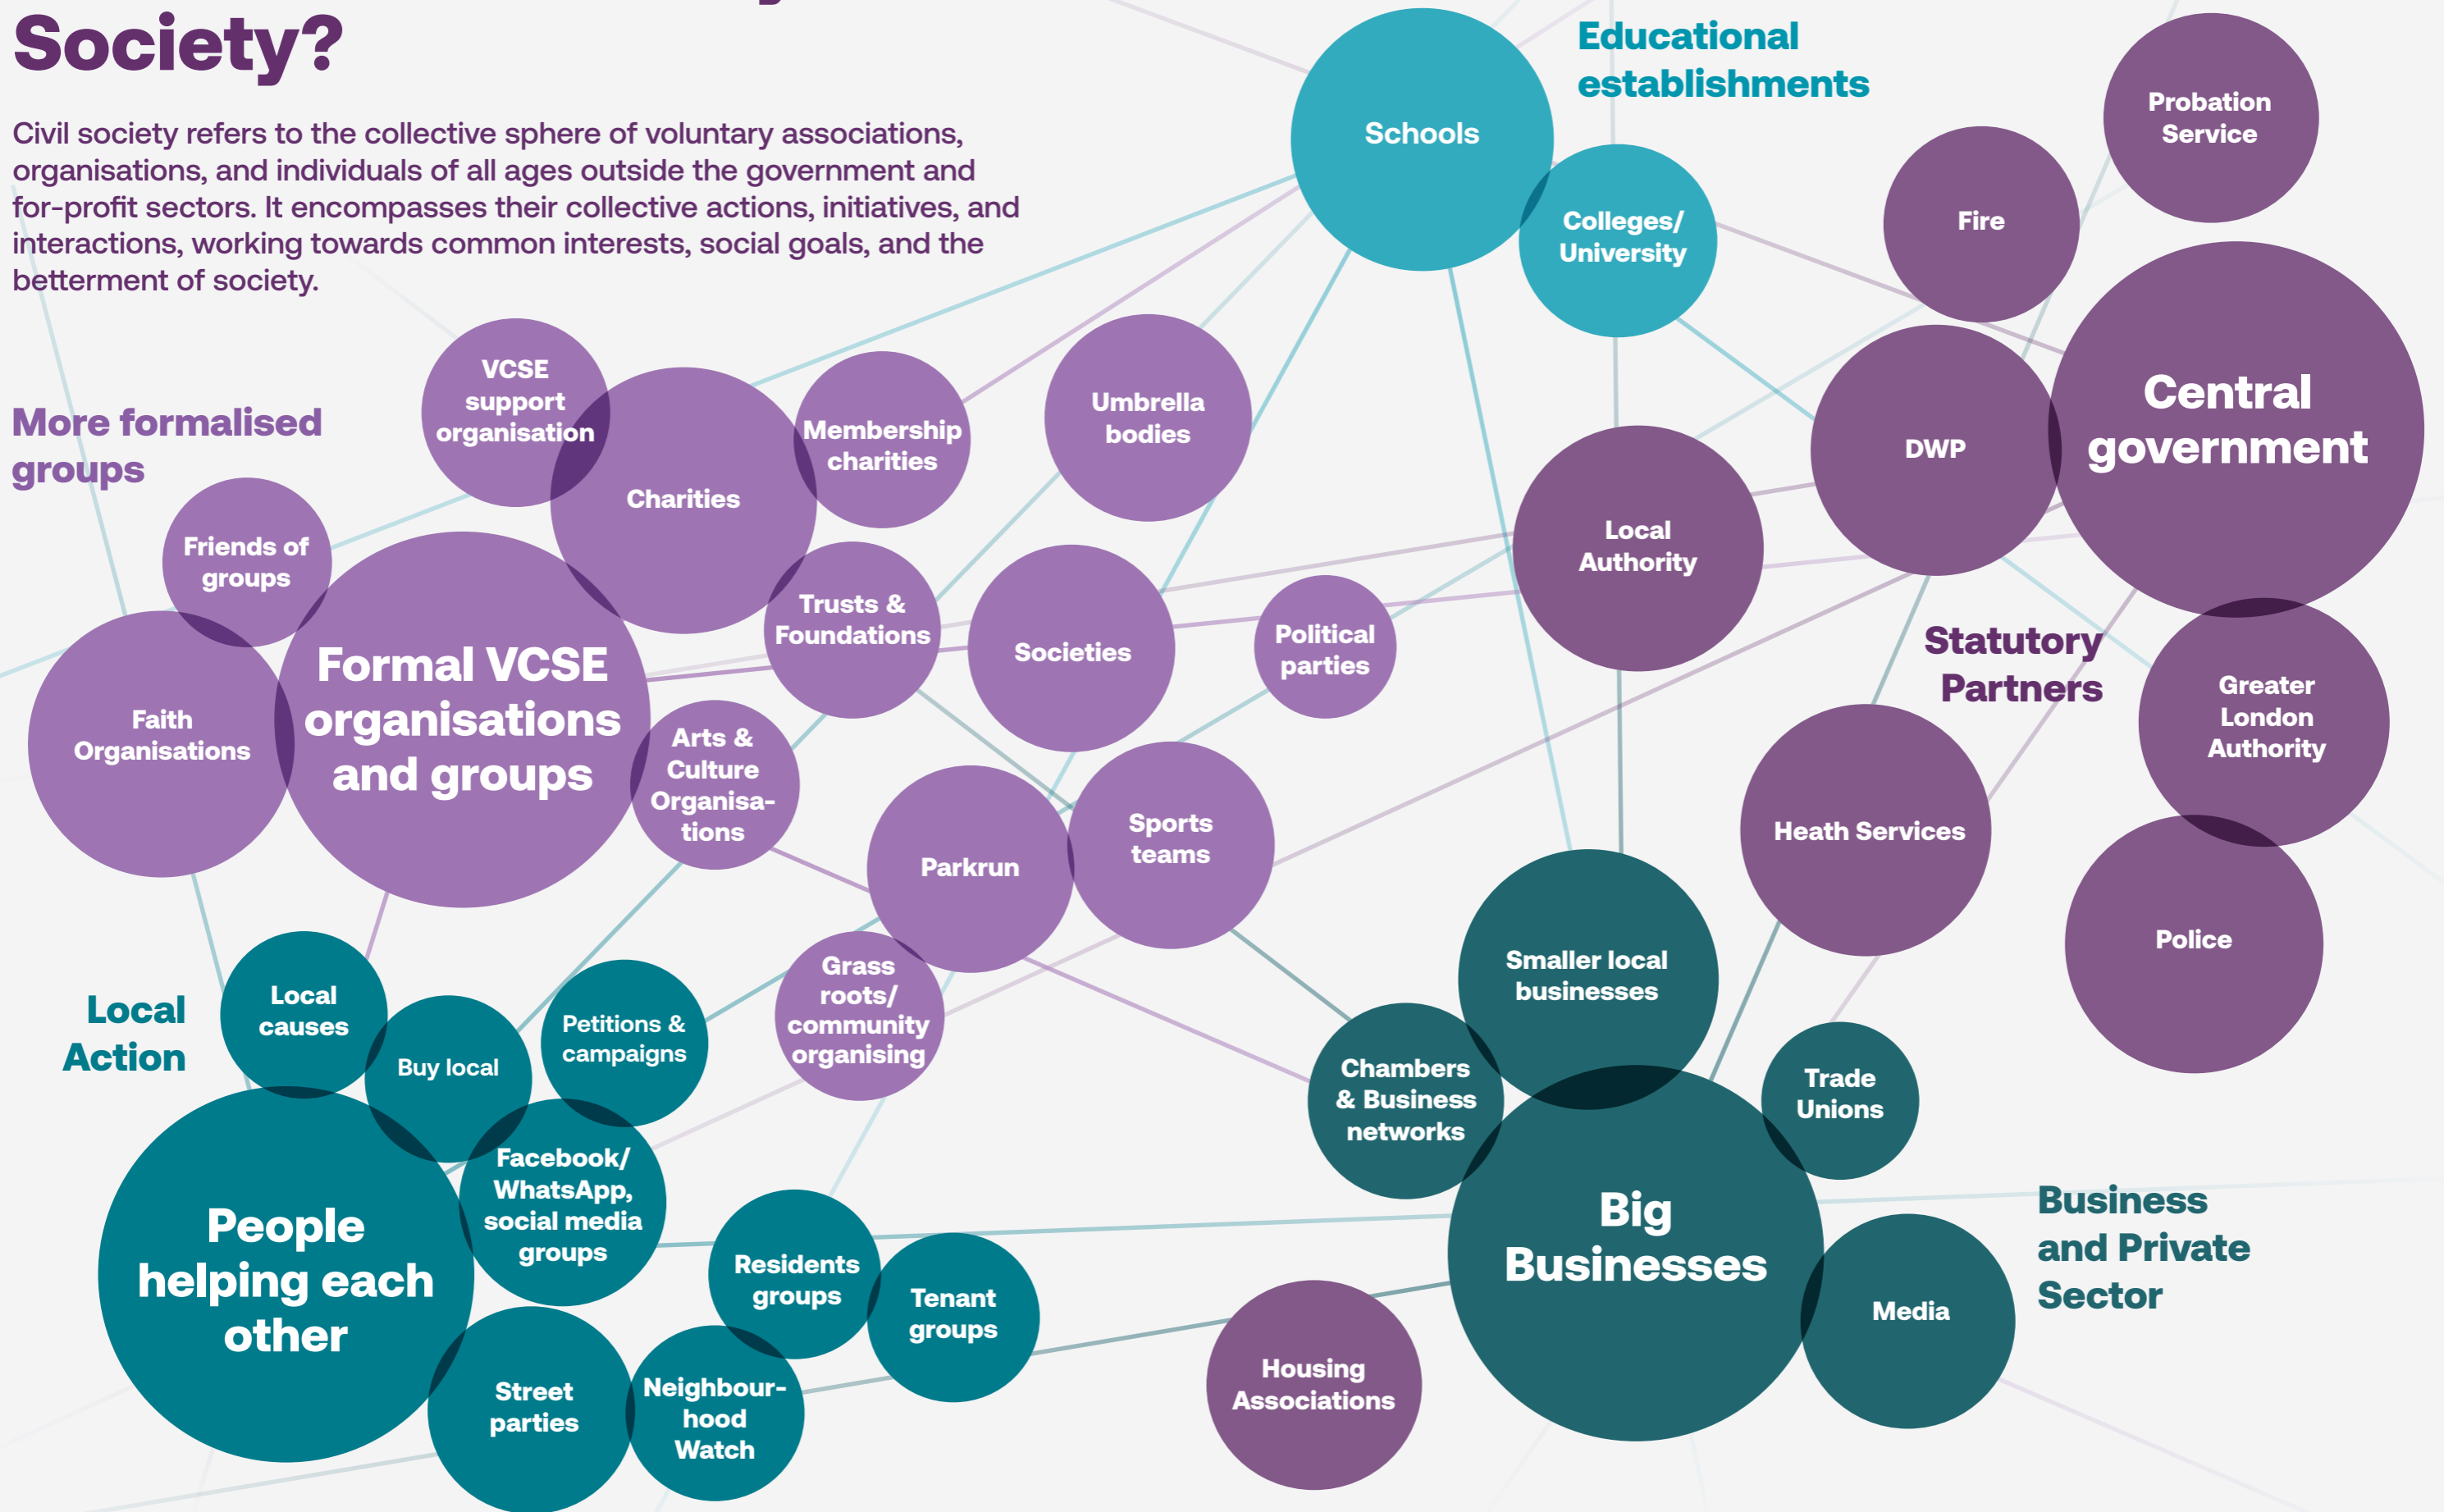 Society?
Civil society refers to the collective sphere of voluntary associations,
organisations, and individuals of all ages outside the government and
for-profit sectors. It encompasses their collective actions, initiatives, and
interactions, working towards common interests, social goals, and the
betterment of society.
Educational
establishments
Schools
Colleges/
University
Probation
Service
Fire
Central
government
DWP
Local
Authority
Statutory
Partners
Greater
London
Authority
Heath Services
Police
More formalised
groups
VCSE
support
organisation
Charities
Membership
charities
Umbrella
bodies
Friends of
groups
Faith
Organisations
Formal VCSE
organisations
and groups
Trusts &
Foundations
Societies
Political
parties
Arts &
Culture
Organisa-
tions
Parkrun
Sports
teams
Grass
roots/
community
organising
Local
Action
Local
causes
Buy local
Petitions &
campaigns
People
helping each
other
Facebook/
WhatsApp,
social media
groups
Residents
groups
Tenant
groups
Street
parties
Neighbour-
hood
Watch
Smaller local
businesses
Chambers
& Business
networks
Trade
Unions
Big
Businesses
Media
Business
and Private
Sector
Housing
Associations